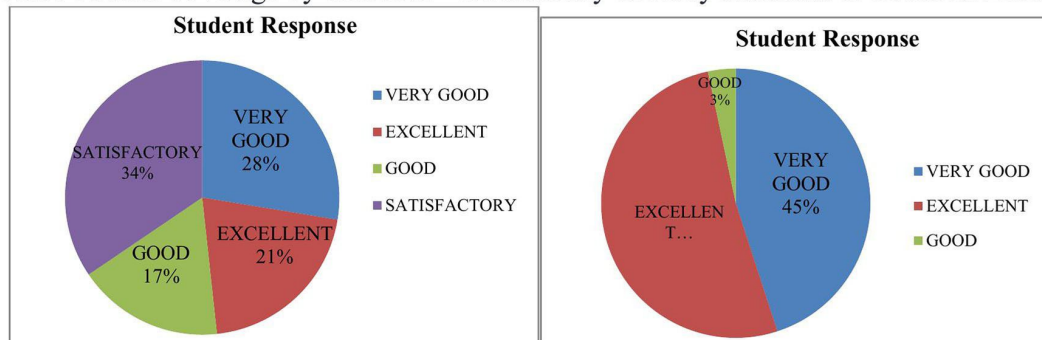 Student Response
VERY
GOOD
28%
EXCELLENT
21%
GOOD
17%
SATISFACTORY
34%
VERY GOOD
EXCELLENT
GOOD
SATISFACTORY
Student Response
GOOD
3%
VERY
GOOD
45%
EXCELLEN
T...
VERY GOOD
EXCELLENT
GOOD